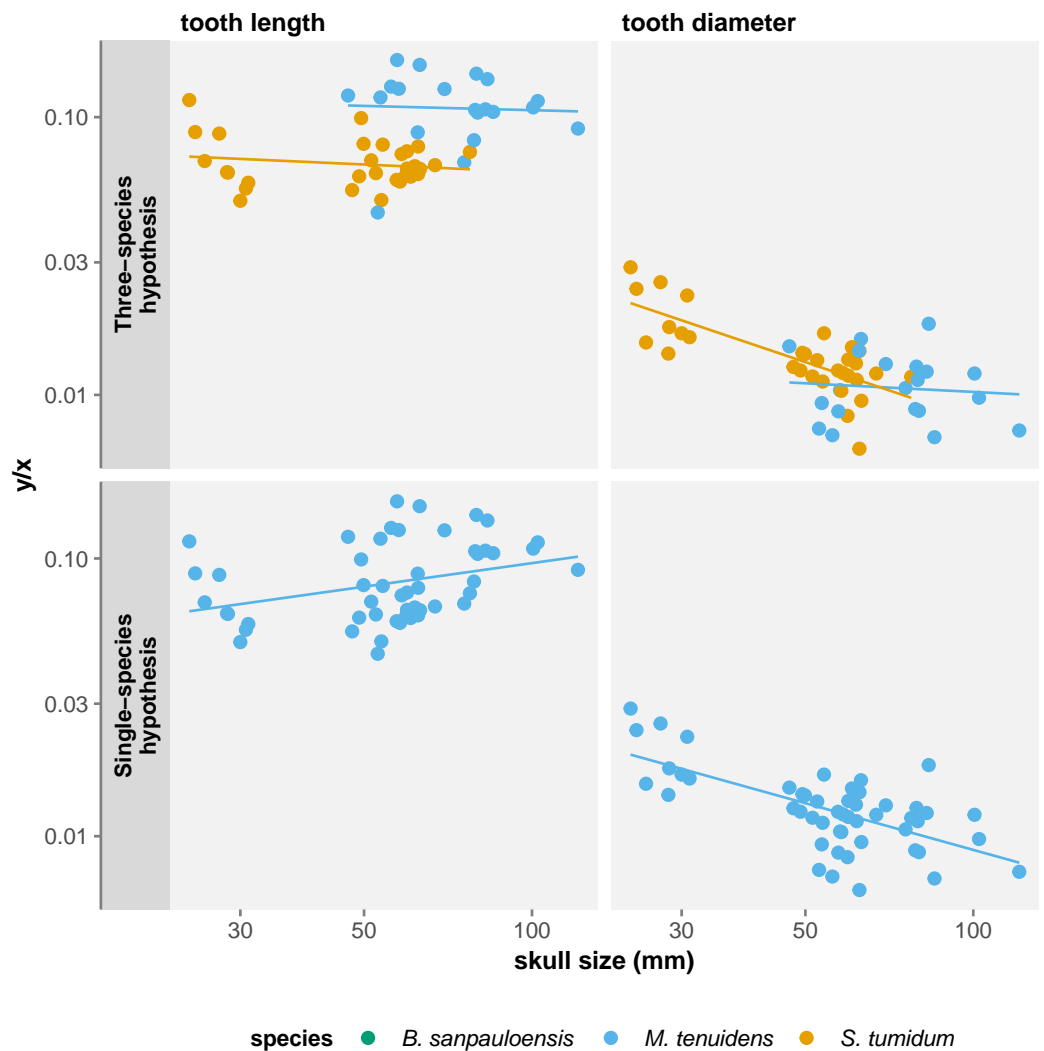 tooth length
tooth diameter
Three−species
hypothesis
0.10
0.03
0.01
y/x
Single−species
hypothesis
0.10
0.03
0.01
30
50
100
30
50
100
skull size (mm)
species
B. sanpauloensis
M. tenuidens
S. tumidum